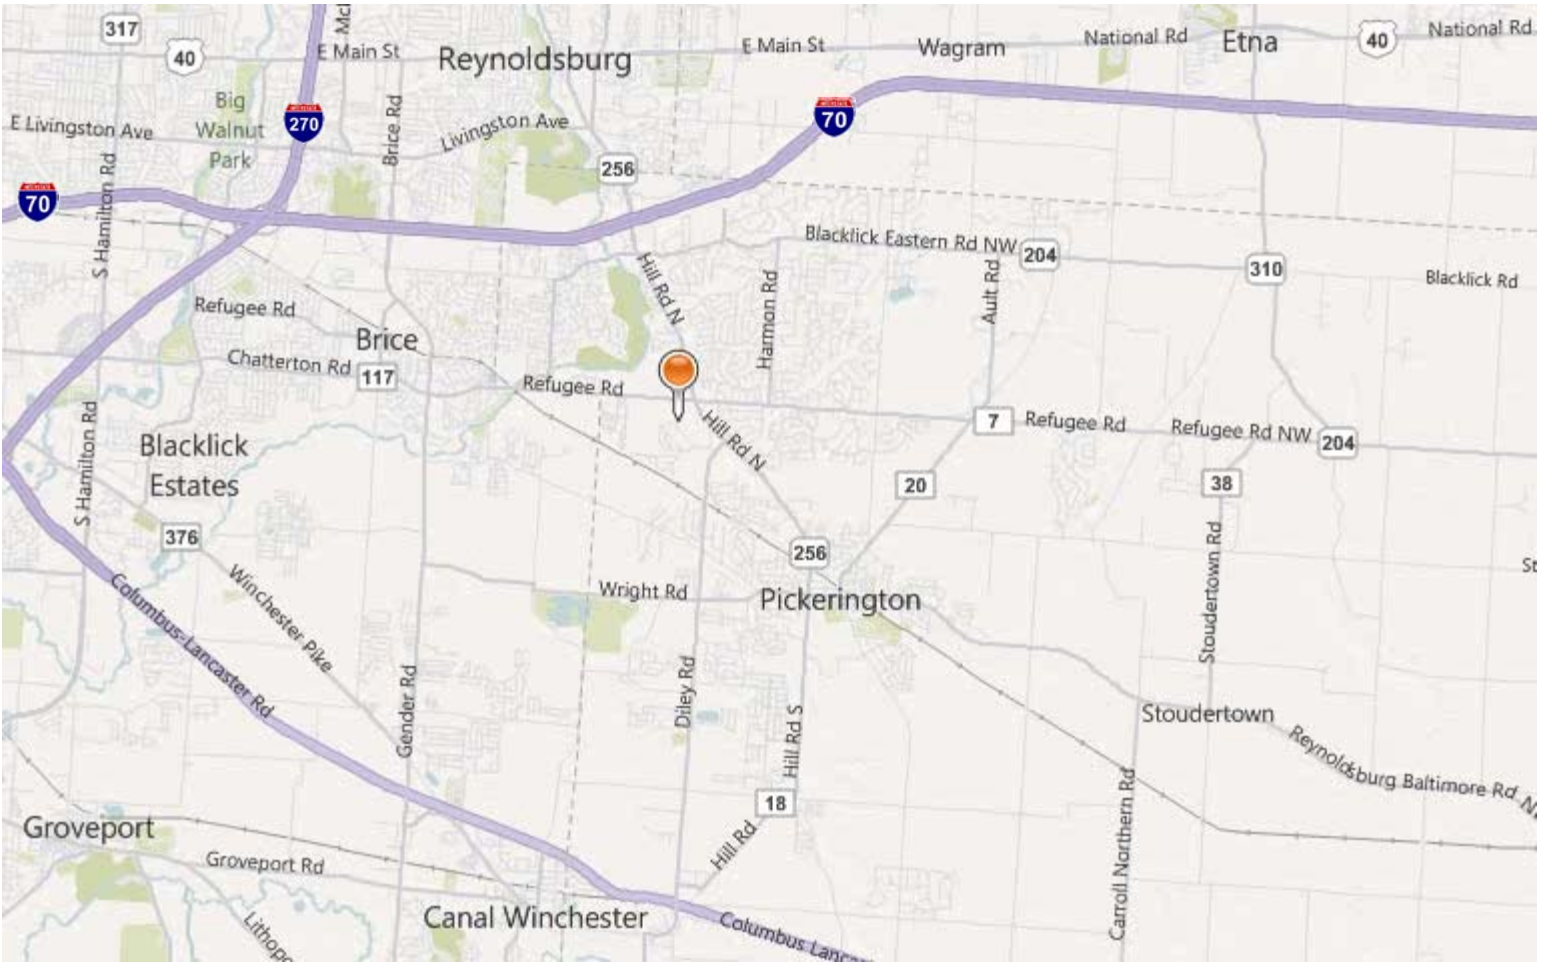 317
McI
40
E Main St
Reynoldsburg
E Main St
Wagram
National Rd
Etna
40
National Rd
Big
Walnut
Park
270
Brice Rd
Livingston Ave
70
E Livingston Ave
256
70
S Hamilton Rd
Hill Rd N
Blacklick Eastern Rd NW
204
Ault Rd
310
Blacklick Rd
Refugee Rd
Harmon Rd
Brice
Chatterton Rd
117
Refugee Rd
7
Refugee Rd
Refugee Rd NW
204
S Hamilton Rd
Blacklick
Estates
Hill Rd N
20
38
376
256
Stoudertown Rd
St
Columbus-Lancaster Rd
Winchester Pike
Wright Rd
Pickerington
Gender Rd
Diley Rd
Hill Rd S
Stoudertown
Reynoldsburg Baltimore Rd N
18
Carroll Northern Rd
Groveport
Groveport Rd
Hill Rd
Canal Winchester
Columbus Lancas
Lithopo